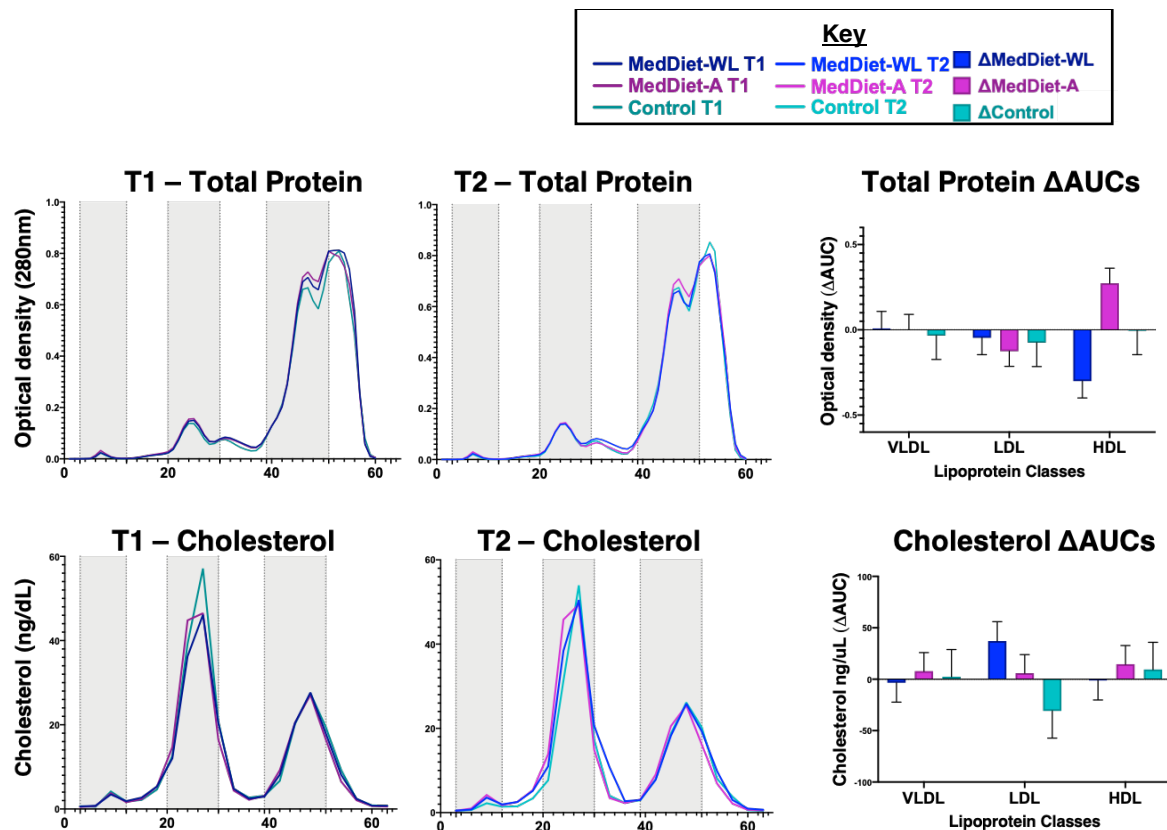 Key
MedDiet-WL T1 MedDiet-WL T2 ΔMedDiet-WL
MedDiet-A T1 MedDiet-A T2 ΔMedDiet-A
Control T1 Control T2 ΔControl
T1 – Total Protein
Optical density (280nm)
1.0
0.8
0.6
0.4
0.2
0.0
0 20 40 60
T2 – Total Protein
1.0
0.8
0.6
0.4
0.2
0.0
0 20 40 60
Total Protein ΔAUCs
Optical density (ΔAUC)
0.5
0.0
-0.5
VLDL LDL HDL
Lipoprotein Classes
T1 – Cholesterol
Cholesterol (ng/dL)
60
40
20
0
0 20 40 60
T2 – Cholesterol
60
40
20
0
0 20 40 60
Cholesterol ΔAUCs
Cholesterol ng/uL (ΔAUC)
100
50
0
-50
-100
VLDL LDL HDL
Lipoprotein Classes